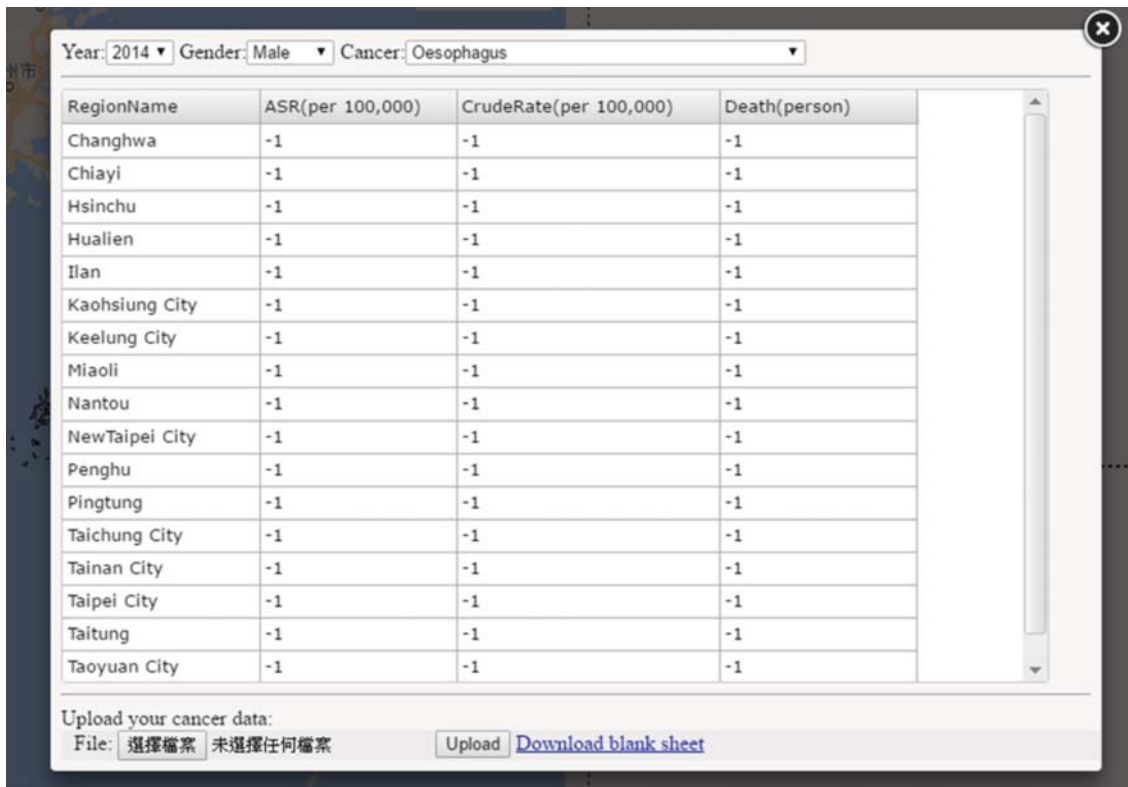 Year: 2014 Gender: Male Cancer: Oesophagus
RegionName ASR(per 100,000) CrudeRate(per 100,000) Death(person)
Changhwa -1 -1 -1
Chiayi -1 -1 -1
Hsinchu -1 -1 -1
Hualien -1 -1 -1
Ilan -1 -1 -1
Kaohsiung City -1 -1 -1
Keelung City -1 -1 -1
Miaoli -1 -1 -1
Nantou -1 -1 -1
NewTaipei City -1 -1 -1
Penghu -1 -1 -1
Pingtung -1 -1 -1
Taichung City -1 -1 -1
Tainan City -1 -1 -1
Taipei City -1 -1 -1
Taitung -1 -1 -1
Taoyuan City -1 -1 -1
Upload your cancer data:
File: 選擇檔案 未選擇任何檔案 Upload Download blank sheet